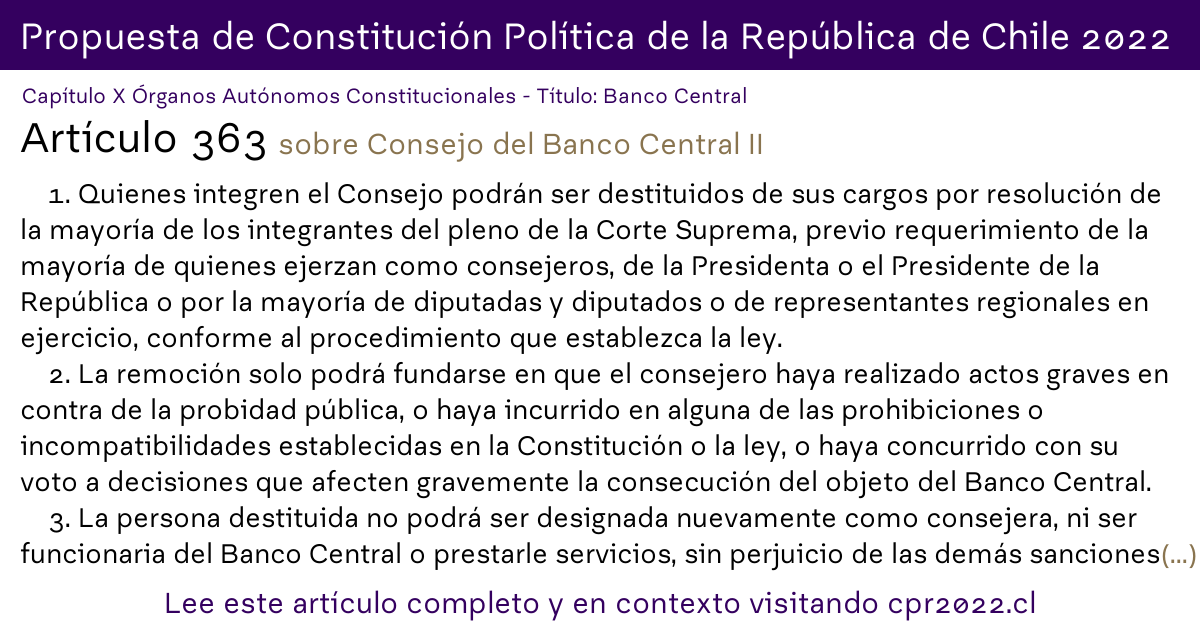 Propuesta de Constitución Política de la República de Chile 2022
Capítulo X Órganos Autónomos Constitucionales - Título: Banco Central
Artículo 363 sobre Consejo del Banco Central II
1. Quienes integren el Consejo podrán ser destituidos de sus cargos por resolución de
la mayoría de los integrantes del pleno de la Corte Suprema, previo requerimiento de la
mayoría de quienes ejerzan como consejeros, de la Presidenta o el Presidente de la
República o por la mayoría de diputadas y diputados o de representantes regionales en
ejercicio, conforme al procedimiento que establezca la ley.
2. La remoción solo podrá fundarse en que el consejero haya realizado actos graves en
contra de la probidad pública, o haya incurrido en alguna de las prohibiciones o
incompatibilidades establecidas en la Constitución o la ley, o haya concurrido con su
voto a decisiones que afecten gravemente la consecución del objeto del Banco Central.
3. La persona destituida no podrá ser designada nuevamente como consejera, ni ser
funcionaria del Banco Central o prestarle servicios, sin perjuicio de las demás sanciones(...)
Lee este artículo completo y en contexto visitando cpr2022.cl